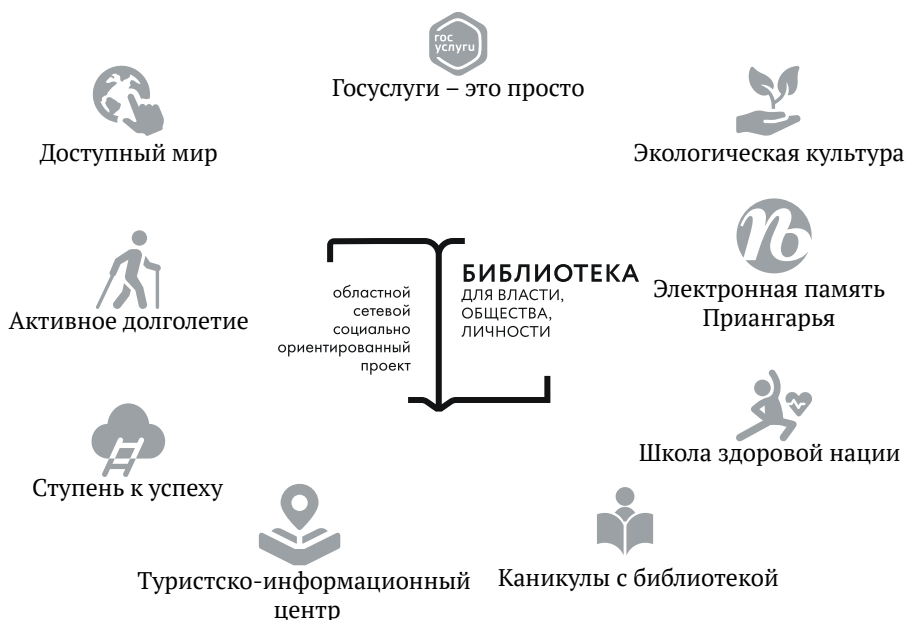 гос
услуги
Госуслуги – это просто
Доступный мир
Экологическая культура
Активное долголетие
областной
сетевой
социально
ориентированный
проект
БИБЛИОТЕКА
ДЛЯ ВЛАСТИ,
ОБЩЕСТВА,
ЛИЧНОСТИ
Электронная память
Приангарья
Школа здоровой нации
Ступень к успеху
Туристско-информационный
центр
Каникулы с библиотекой